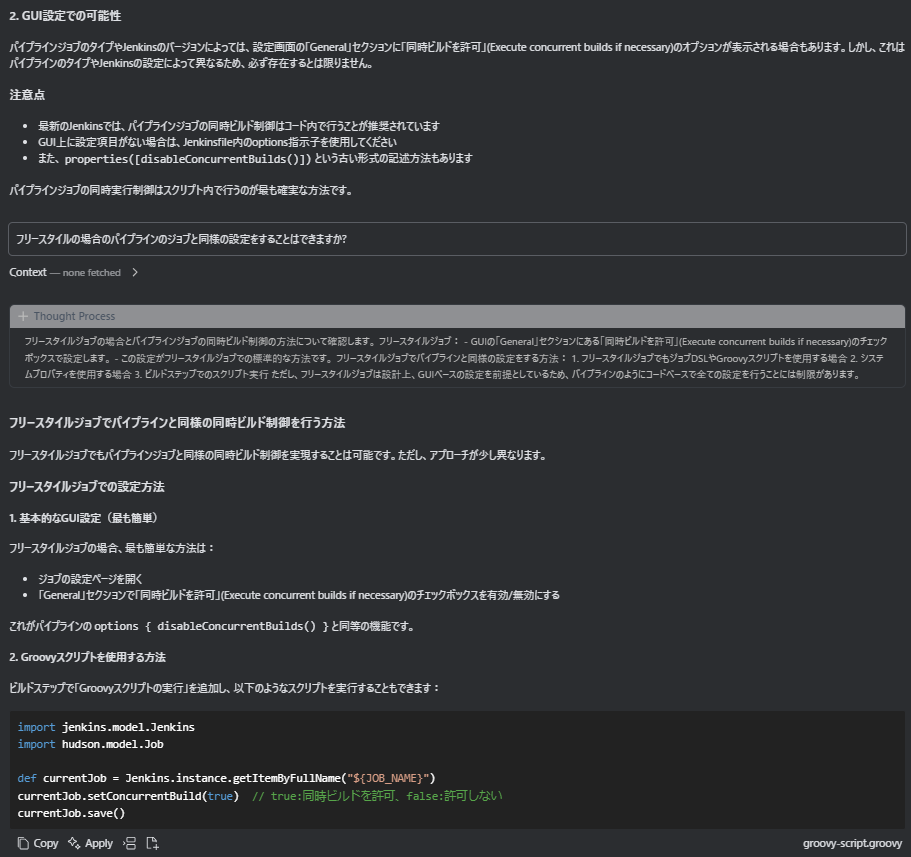 2. GUI設定での可能性
パイプラインジョブのタイプやJenkinsのバージョンによっては、設定画面の「General」セクションに「同時ビルドを許可」(Execute concurrent builds if necessary)のオプションが表示される場合もあります。しかし、これは
パイプラインのタイプやJenkinsの設定によって異なるため、必ず存在するとは限りません。
注意点
• 最新のJenkinsでは、パイプラインジョブの同時ビルド制御はコード内で行うことが推奨されています
• GUI上に設定項目がない場合は、Jenkinsfile内のoptions指示子を使用してください
• また、properties([disableConcurrentBuilds()])という古い形式の記述方法もあります
パイプラインジョブの同時実行制御はスクリプト内で行うのが最も確実な方法です。
フリースタイルの場合のパイプラインのジョブと同様の設定をすることはできますか?
Context — none fetched >
+ Thought Process
フリースタイルジョブの場合とパイプラインジョブの同時ビルド制御の方法について確認します。 フリースタイルジョブ： - GUIの「General」セクションにある「同時ビルドを許可」(Execute concurrent builds if necessary)のチェック
ボックスで設定します。 - この設定がフリースタイルジョブでの標準的な方法です。 フリースタイルジョブでパイプラインと同様の設定をする方法： 1. フリースタイルジョブでもジョブDSLやGroovyスクリプトを使用する場合 2. システ
ムプロパティを使用する場合 3. ビルドステップでのスクリプト実行 ただし、フリースタイルジョブは設計上、GUIベースの設定を前提としているため、パイプラインのようにコードベースで全ての設定を行うことには制限があります。
フリースタイルジョブでパイプラインと同様の同時ビルド制御を行う方法
フリースタイルジョブでもパイプラインジョブと同様の同時ビルド制御を実現することは可能です。ただし、アプローチが少し異なります。
フリースタイルジョブでの設定方法
1. 基本的なGUI設定（最も簡単）
フリースタイルジョブの場合、最も簡単な方法は：
• ジョブの設定ページを開く
• 「General」セクションで「同時ビルドを許可」(Execute concurrent builds if necessary)のチェックボックスを有効/無効にする
これがパイプラインの options { disableConcurrentBuilds() } と同等の機能です。
2. Groovyスクリプトを使用する方法
ビルドステップで「Groovyスクリプトの実行」を追加し、以下のようなスクリプトを実行することもできます：
import jenkins.model.Jenkins
import hudson.model.Job
def currentJob = Jenkins.instance.getItemByFullName("${JOB_NAME}")
currentJob.setConcurrentBuild(true)  // true:同時ビルドを許可、false:許可しない
currentJob.save()
Copy Apply groovy-script.groovy